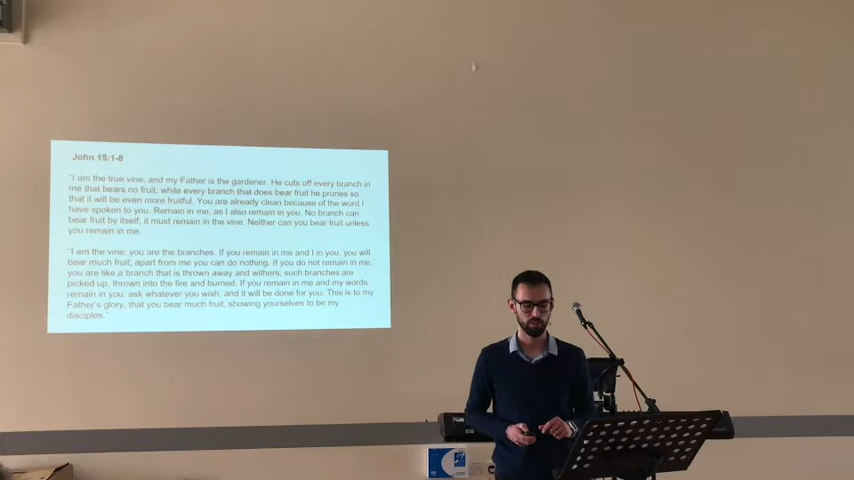 John 15:1-8
"I am the true vine, and my Father is the gardener. He cuts off every branch in
me that bears no fruit, while every branch that does bear fruit he prunes so
that it will be even more fruitful. You are already clean because of the word I
have spoken to you. Remain in me, as I also remain in you. No branch can
bear fruit by itself; it must remain in the vine. Neither can you bear fruit unless
you remain in me.
"I am the vine; you are the branches. If you remain in me and I in you, you will
bear much fruit; apart from me you can do nothing. If you do not remain in me,
you are like a branch that is thrown away and withers; such branches are
picked up, thrown into the fire and burned. If you remain in me and my words
remain in you, ask whatever you wish, and it will be done for you. This is to my
Father's glory, that you bear much fruit, showing yourselves to be my
disciples."